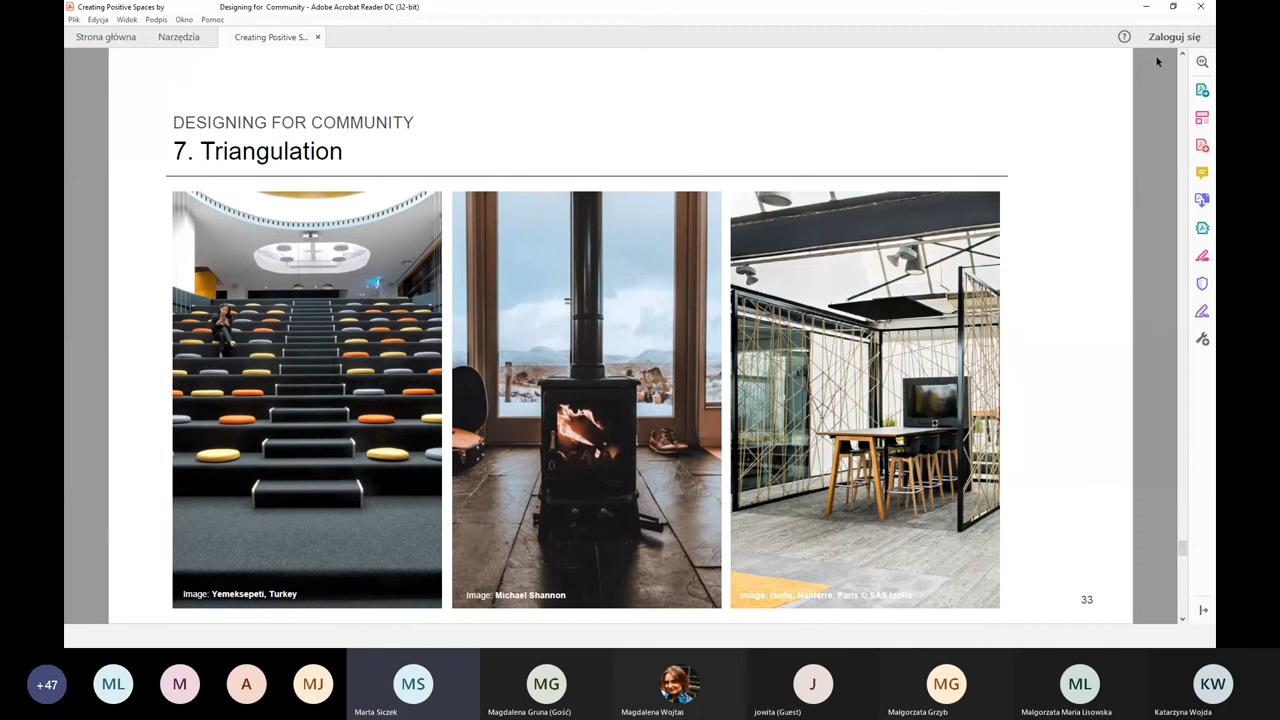 Creating Positive Spaces by Designing for Community - Adobe Acrobat Reader DC (32-bit)
Plik Edycja Widok Podpis Okno Pomoc
Strona główna Narzędzia Creating Positive S... × Zaloguj się
DESIGNING FOR COMMUNITY
7. Triangulation
Image: Yemeksepeti, Turkey
Image: Michael Shannon
Image: Isofis, Nanterre, Paris © SAS Isofis
33
+47 ML M A MJ MS MG J MG ML KW
Marta Siczek Magdalena Gruna (Gość) Magdalena Wojtas jowita (Guest) Małgorzata Grzyb Małgorzata Maria Lisowska Katarzyna Wojda